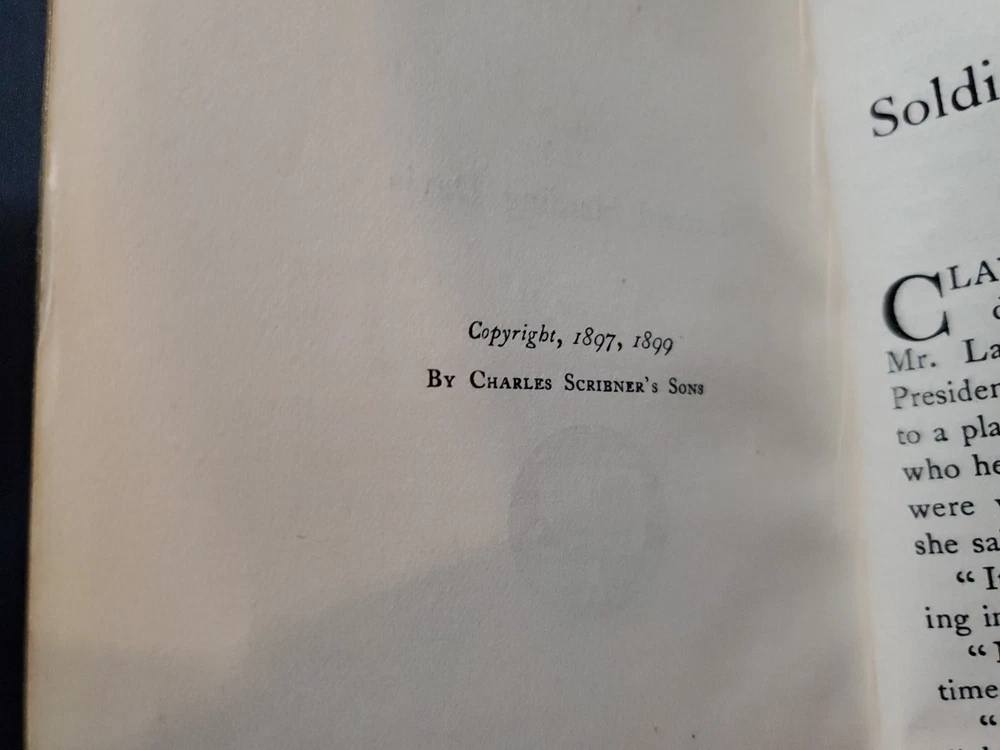 Copyright, 1897, 1899
By Charles Scribner's Sons
Soldi
CLA
Mr. La
Presiden
to a pla
who he
were
she sa
“ I
ing in
“
time
“